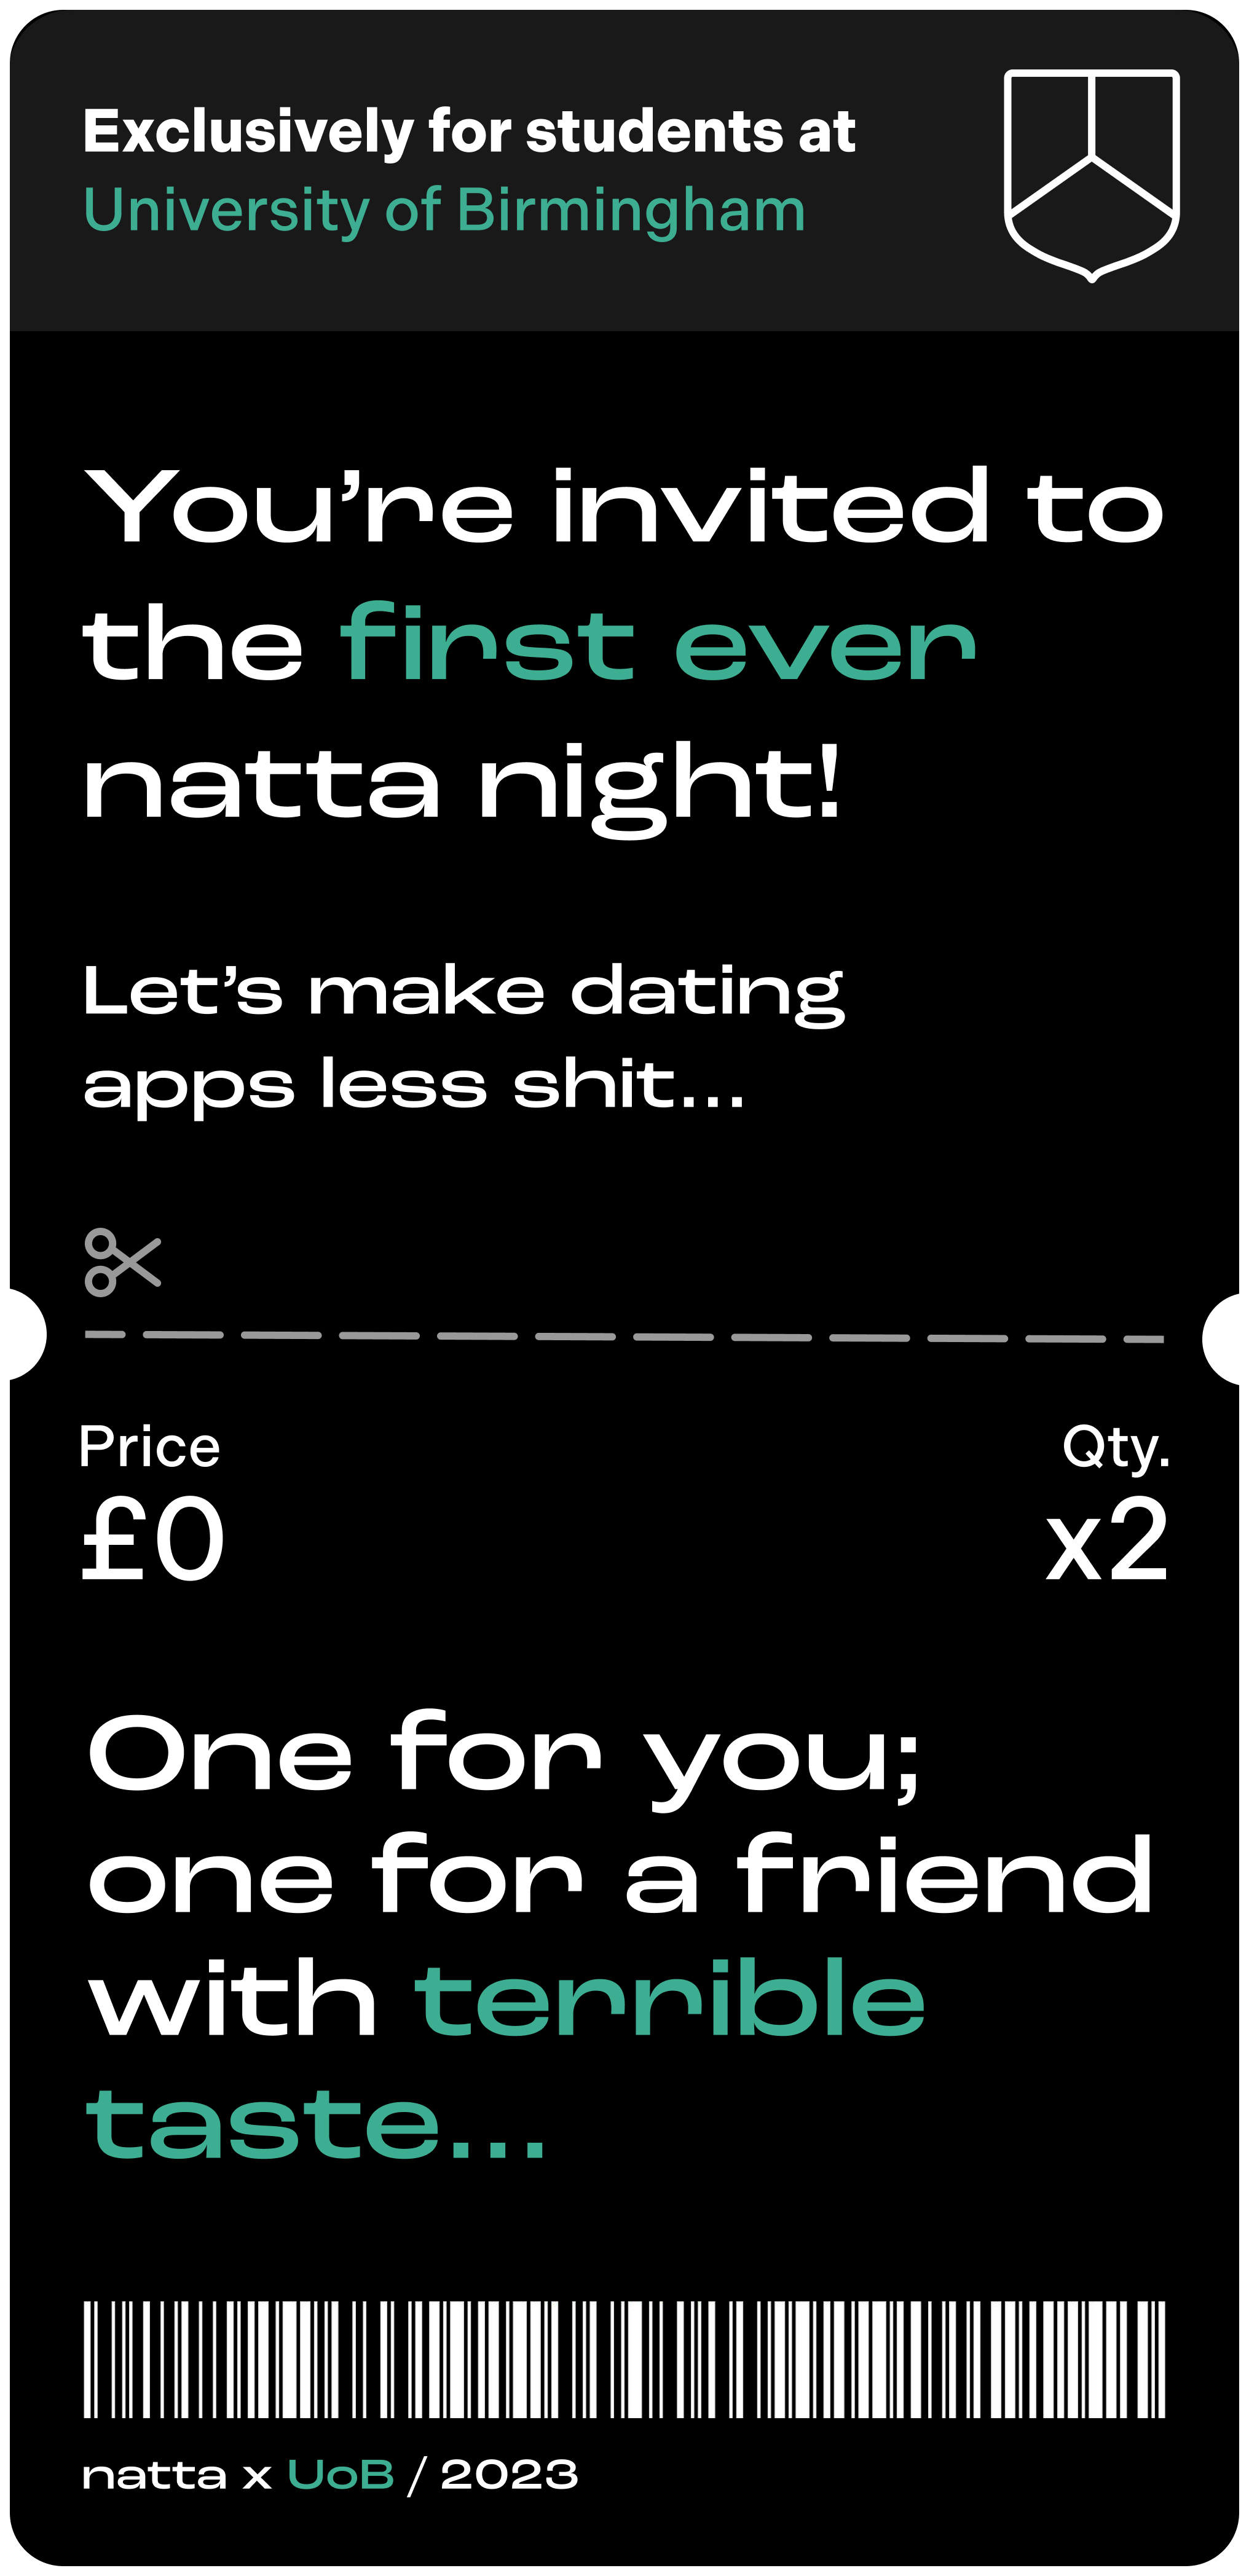 Exclusively for students at
University of Birmingham
You’re invited to
the first ever
natta night!
Let’s make dating
apps less shit...
Price
Qty.
£0
x2
One for you;
one for a friend
with terrible
taste...
natta x UoB / 2023